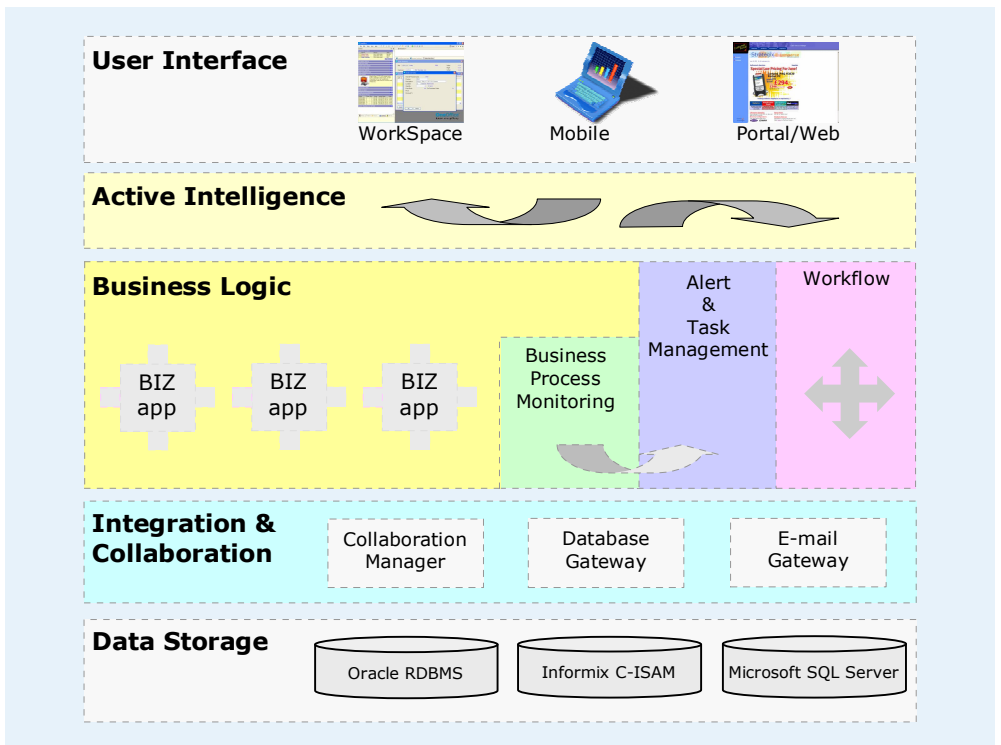 User Interface
WorkSpace
Mobile
Portal/Web
Active Intelligence
Business Logic
BIZ
app
BIZ
app
BIZ
app
Business
Process
Monitoring
Alert
&
Task
Management
Workflow
Integration &
Collaboration
Collaboration
Manager
Database
Gateway
E-mail
Gateway
Data Storage
Oracle RDBMS
Informix C-ISAM
Microsoft SQL Server